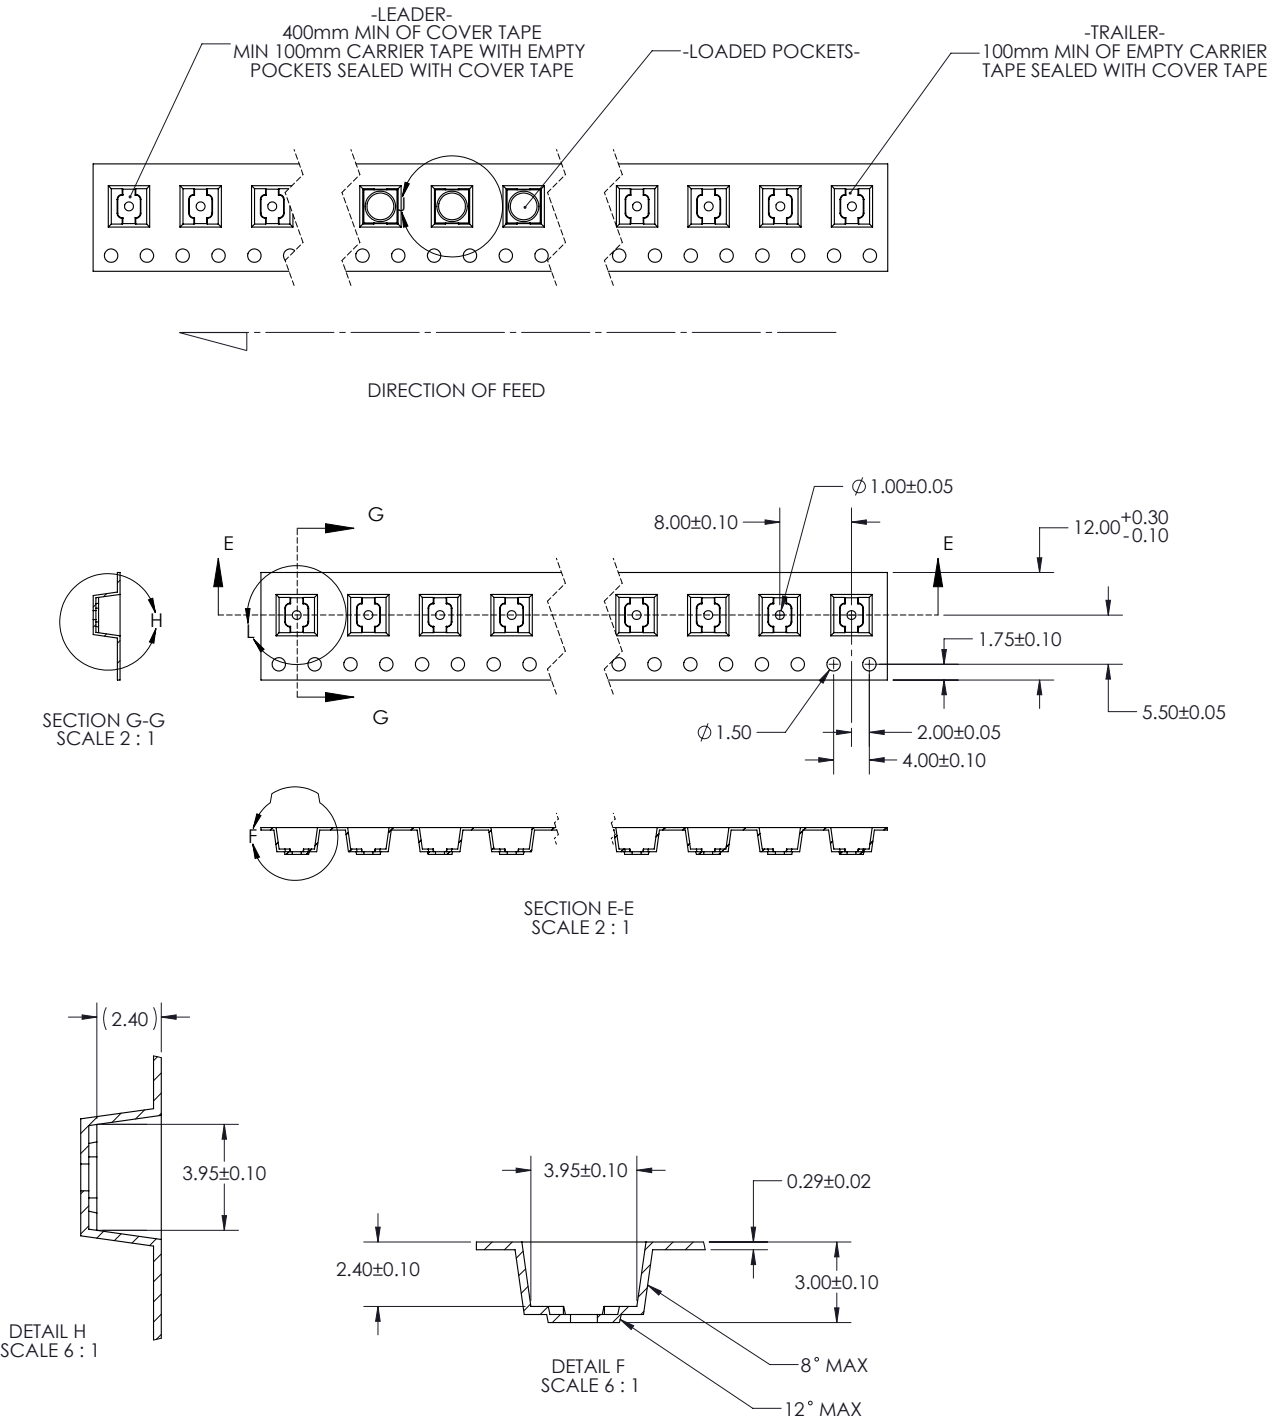 -LEADER-
400mm MIN OF COVER TAPE
MIN 100mm CARRIER TAPE WITH EMPTY
POCKETS SEALED WITH COVER TAPE
-LOADED POCKETS-
-TRAILER-
100mm MIN OF EMPTY CARRIER
TAPE SEALED WITH COVER TAPE
DIRECTION OF FEED
G
E
8.00±0.10
Ø1.00±0.05
E
12.00 +0.30
-0.10
H
I
1.75±0.10
G
SECTION G-G
SCALE 2 : 1
Ø1.50
2.00±0.05
4.00±0.10
5.50±0.05
F
SECTION E-E
SCALE 2 : 1
(2.40)
3.95±0.10
DETAIL H
SCALE 6 : 1
3.95±0.10
0.29±0.02
2.40±0.10
3.00±0.10
8° MAX
12° MAX
DETAIL F
SCALE 6 : 1